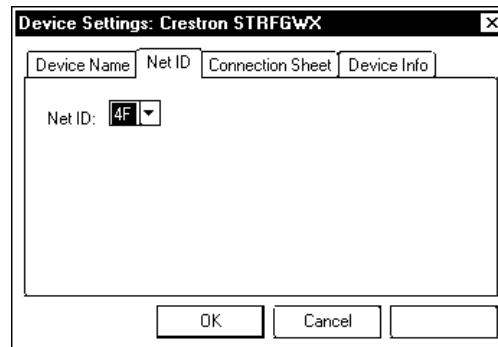 Device Settings: Crestron STRFGWX
Device Name Net ID Connection Sheet Device Info
Net ID: 4F
OK Cancel